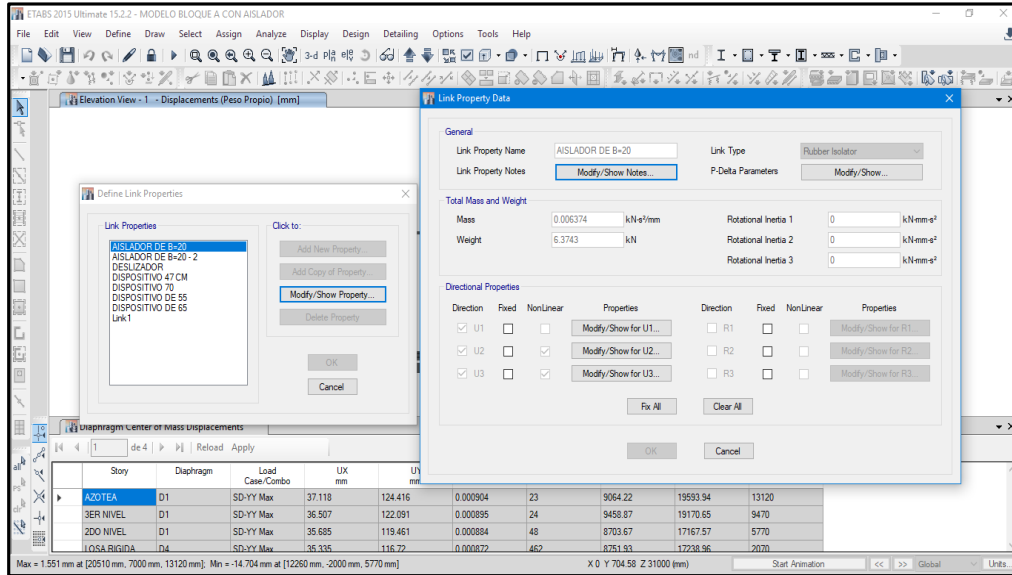 ETABS 2015 Ultimate 15.2.2 - MODELO BLOQUE A CON AISLADOR
File Edit View Define Draw Select Assign Analyze Display Design Detailing Options Tools Help
3-d nd
Elevation View - 1 - Displacements (Peso Propio) [mm]
Define Link Properties
Link Properties
AISLADOR DE B=20
AISLADOR DE B=20 - 2
DESLIZADOR
DISPOSITIVO 47 CM
DISPOSITIVO 70
DISPOSITIVO DE 55
DISPOSITIVO DE 65
Link1
Click to:
Add New Property...
Add Copy of Property...
Modify/Show Property...
Delete Property
OK
Cancel
Link Property Data
General
Link Property Name AISLADOR DE B=20 Link Type Rubber Isolator
Link Property Notes Modify/Show Notes... P-Delta Parameters Modify/Show...
Total Mass and Weight
Mass 0.006374 kN-s²/mm Rotational Inertia 1 0 kN-mm-s²
Weight 6.3743 kN Rotational Inertia 2 0 kN-mm-s²
Rotational Inertia 3 0 kN-mm-s²
Directional Properties
Direction Fixed NonLinear Properties Direction Fixed NonLinear Properties
U1 Modify/Show for U1... R1 Modify/Show for R1...
U2 Modify/Show for U2... R2 Modify/Show for R2...
U3 Modify/Show for U3... R3 Modify/Show for R3...
Fix All Clear All
OK Cancel
Diaphragm Center of Mass Displacements
1 de 4 Reload Apply
Story Diaphragm Load Case/Combo UX mm
AZOTEA D1 SD-YY Max 37.118 124.416 0.000904 23 9064.22 19593.94 13120
3ER NIVEL D1 SD-YY Max 36.507 122.091 0.000895 24 9458.87 19170.65 9470
2DO NIVEL D1 SD-YY Max 35.685 119.461 0.000884 48 8703.67 17167.57 5770
LOSA RIGIDA D4 SD-YY Max 35.335 116.72 0.000872 462 8751.93 17238.96 2070
Max = 1.551 mm at [20510 mm, 7000 mm, 13120 mm]; Min = -14.704 mm at [12260 mm, -2000 mm, 5770 mm] X 0 Y 704.58 Z 31000 (mm) Start Animation << >> Global Units...